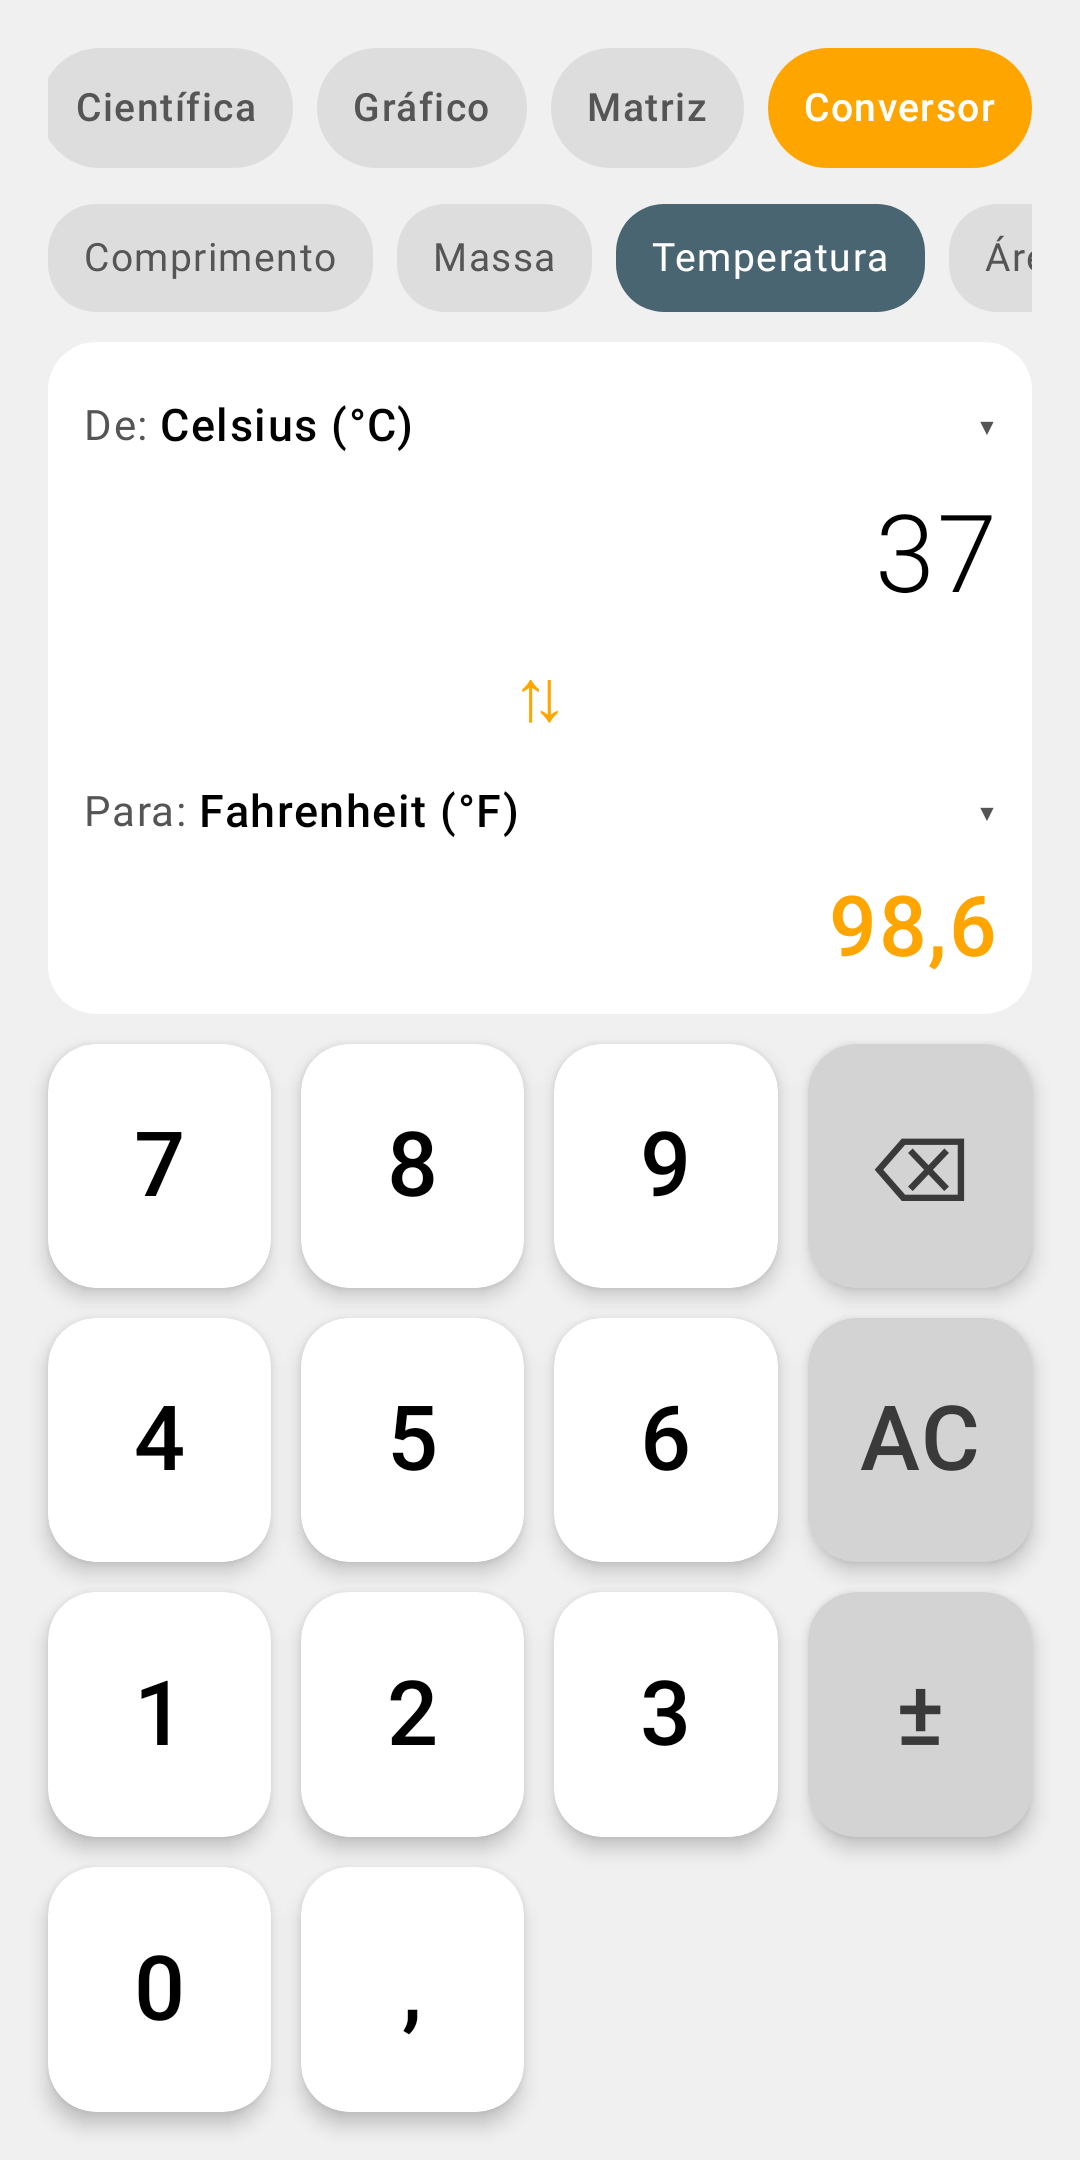 Científica Gráfico Matriz Conversor
Comprimento Massa Temperatura
De: Celsius (°C) ▾
37
↑↓
Para: Fahrenheit (°F) ▾
98,6
7 8 9 ⌫
4 5 6 AC
1 2 3 ±
0 ,